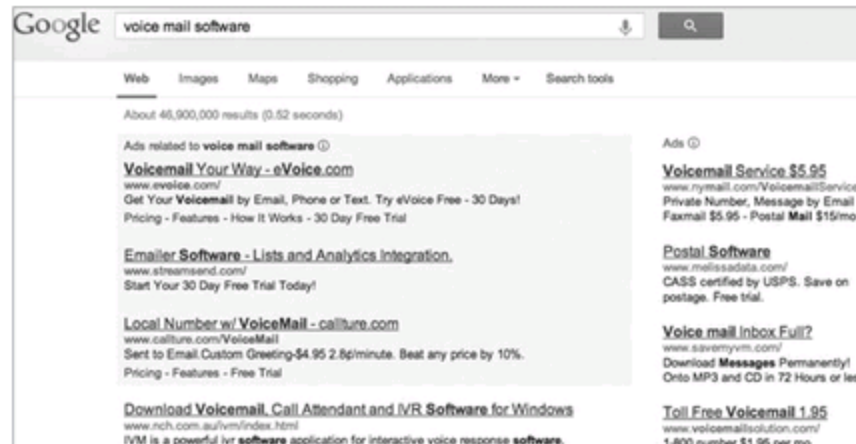 Google voice mail software
Web Images Maps Shopping Applications More Search tools
About 46,900,000 results (0.52 seconds)
Ads related to voice mail software
Voicemail Your Way - eVoice.com
www.evoice.com/
Get Your Voicemail by Email, Phone or Text. Try eVoice Free - 30 Days!
Pricing - Features - How It Works - 30 Day Free Trial
Emailer Software - Lists and Analytics Integration.
www.streamsend.com/
Start Your 30 Day Free Trial Today!
Local Number w/ VoiceMail - callture.com
www.callture.com/VoiceMail
Sent to Email.Custom Greeting-$4.95 2.8¢/minute. Beat any price by 10%.
Pricing - Features - Free Trial
Download Voicemail, Call Attendant and IVR Software for Windows
www.nch.com.au/ivm/index.html
IVM is a powerful ivr software application for interactive voice response software,
Ads
Voicemail Service $5.95
www.nymail.com/VoicemailService
Private Number, Message by Email
Faxmail $5.95 - Postal Mail $15/mo
Postal Software
www.melissadata.com/
CASS certified by USPS. Save on
postage. Free trial.
Voice mail Inbox Full?
www.savemyvm.com/
Download Messages Permanently!
Onto MP3 and CD in 72 Hours or les
Toll Free Voicemail 1.95
www.voicemailsolution.com/
1-800 number $1.95 per mo